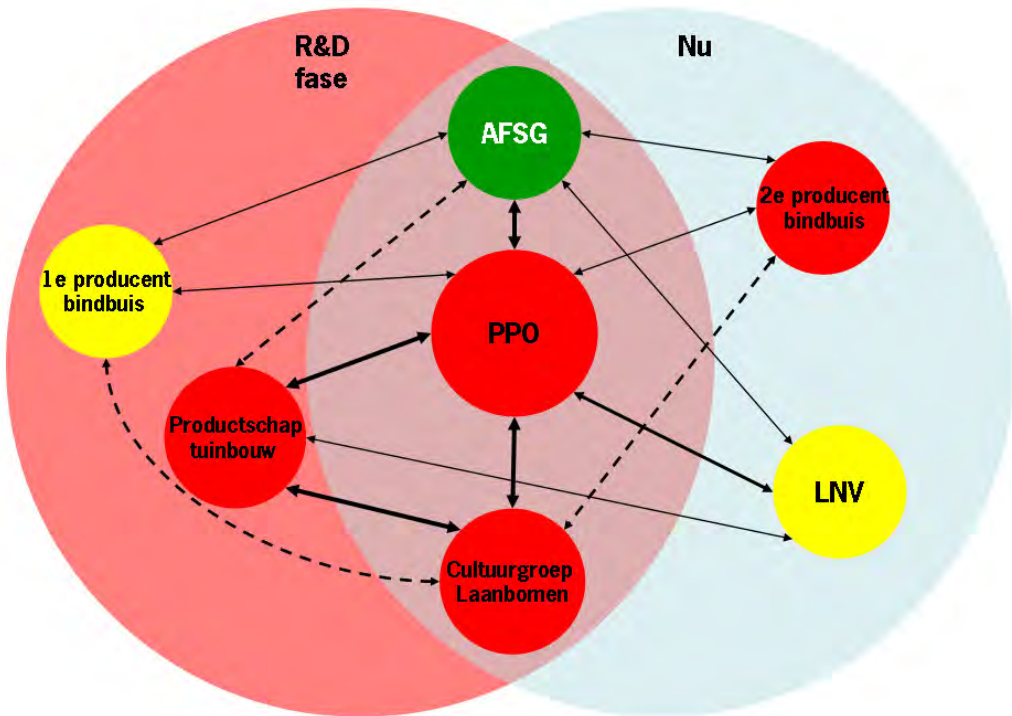 R&D
fase
Nu
AFSG
2e producent
bindbuis
1e producent
bindbuis
PPO
Productschap
tuinbouw
LNV
Cultuurgroep
Laanbomen